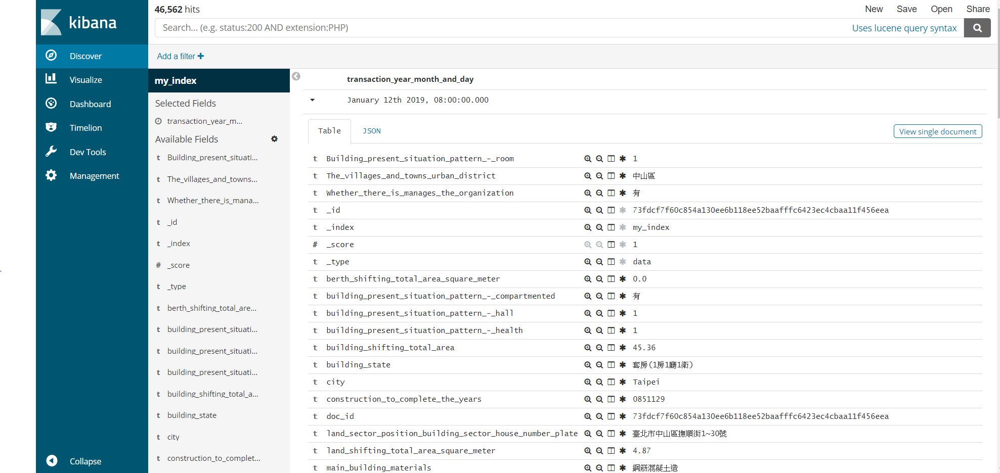 kibana
Discover
Visualize
Dashboard
Timelion
Dev Tools
Management
Collapse
46,562 hits
New Save Open Share
Search... (e.g. status:200 AND extension:PHP)
Uses lucene query syntax
Add a filter
my_index
Selected Fields
transaction_year_m...
Available Fields
t Building_present_situati...
t The_villages_and_towns...
t Whether_there_is_mana...
t _id
t _index
# _score
t _type
t berth_shifting_total_are...
t building_present_situati...
t building_present_situati...
t building_present_situati...
t building_shifting_total_a...
t building_state
t city
t construction_to_complet...
transaction_year_month_and_day
January 12th 2019, 08:00:00.000
Table JSON
View single document
t Building_present_situation_pattern_-_room 1
t The_villages_and_towns_urban_district 中山區
t Whether_there_is_manages_the_organization 有
t _id 73fdcf7f60c854a130ee6b118ee52baafffc6423ec4cbaa11f456eea
t _index my_index
# _score 1
t _type data
t berth_shifting_total_area_square_meter 0.0
t building_present_situation_pattern_-_compartmented 有
t building_present_situation_pattern_-_hall 1
t building_present_situation_pattern_-_health 1
t building_shifting_total_area 45.36
t building_state 套房(1房1廳1衛)
t city Taipei
t construction_to_complete_the_years 0851129
t doc_id 73fdcf7f60c854a130ee6b118ee52baafffc6423ec4cbaa11f456eea
t land_sector_position_building_sector_house_number_plate 臺北市中山區撫順街1~30號
t land_shifting_total_area_square_meter 4.87
t main_building_materials 鋼筋混凝土造